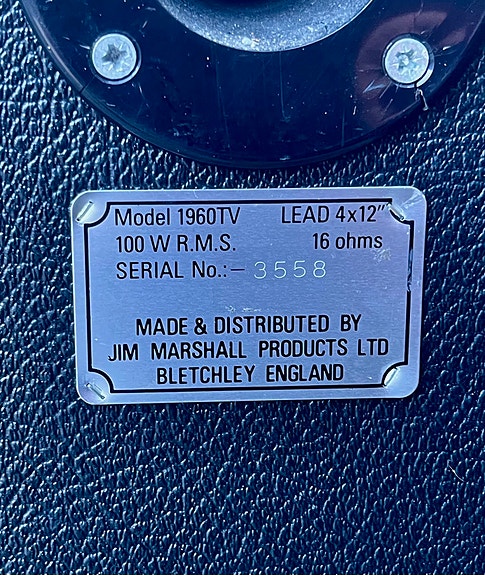 Model 1960TV LEAD 4x12"
100 W R.M.S. 16 ohms
SERIAL No.:- 3558
MADE & DISTRIBUTED BY
JIM MARSHALL PRODUCTS LTD
BLETCHLEY ENGLAND